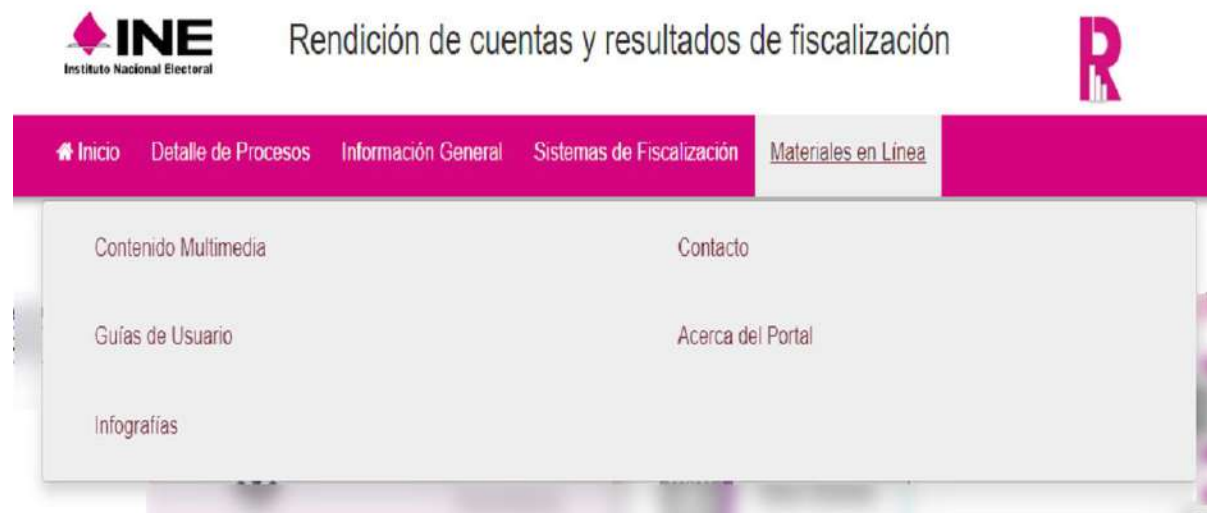 INE
Instituto Nacional Electoral
Rendición de cuentas y resultados de fiscalización
R
Inicio Detalle de Procesos Información General Sistemas de Fiscalización Materiales en Línea
Contenido Multimedia Contacto
Guías de Usuario Acerca del Portal
Infografías